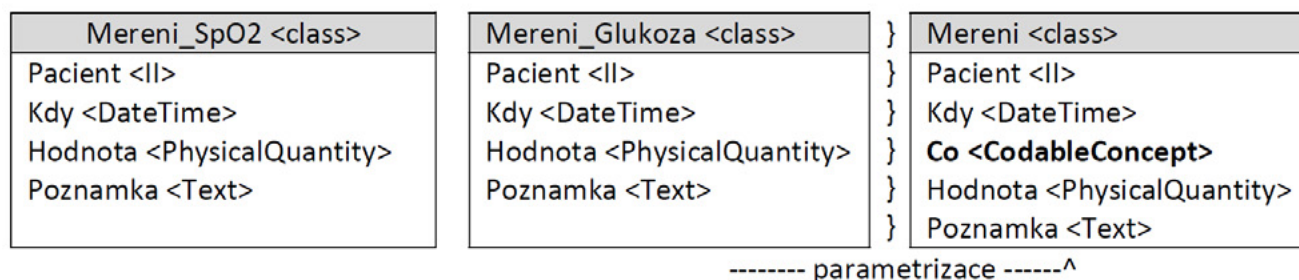 Mereni_SpO2 <class>
Pacient <II>
Kdy <DateTime>
Hodnota <PhysicalQuantity>
Poznamka <Text>
Mereni_Glukoza <class>
Pacient <II>
Kdy <DateTime>
Hodnota <PhysicalQuantity>
Poznamka <Text>
}
}
}
}
}
}
Mereni <class>
Pacient <II>
Kdy <DateTime>
Co <CodableConcept>
Hodnota <PhysicalQuantity>
Poznamka <Text>
-------- parametrizace ------^